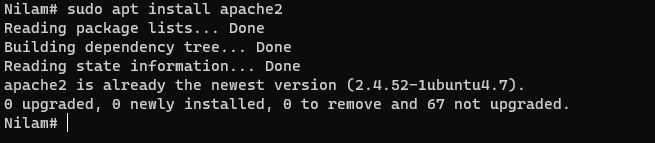 Nilam# sudo apt install apache2
Reading package lists... Done
Building dependency tree... Done
Reading state information... Done
apache2 is already the newest version (2.4.52-1ubuntu4.7).
0 upgraded, 0 newly installed, 0 to remove and 67 not upgraded.
Nilam#